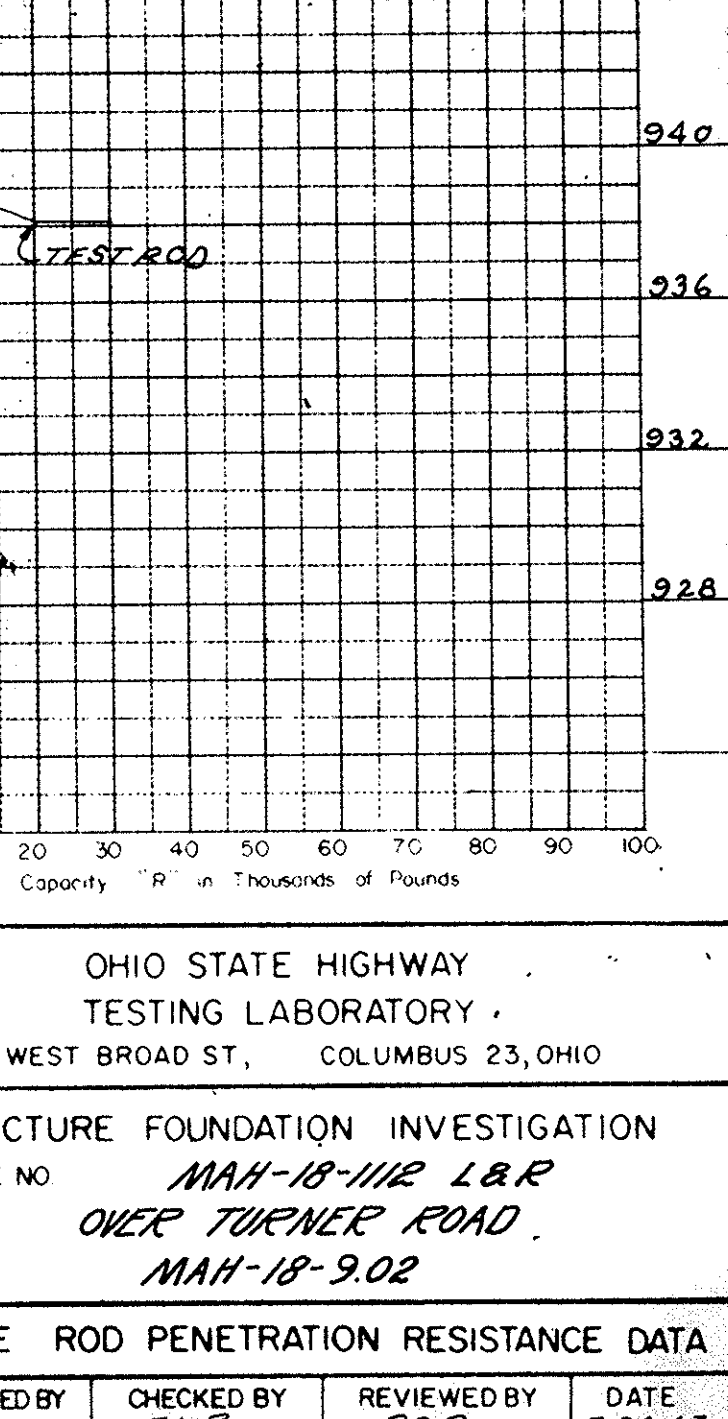 940
TEST ROD
936
932
928
20 30 40 50 60 70 80 90 100
Capacity "R" in Thousands of Pounds
OHIO STATE HIGHWAY
TESTING LABORATORY
WEST BROAD ST, COLUMBUS 23, OHIO
CTURE FOUNDATION INVESTIGATION
NO. MAH-18-1112 L&R
OVER TURNER ROAD
MAH-18-9.02
E ROD PENETRATION RESISTANCE DATA
ED BY CHECKED BY REVIEWED BY DATE